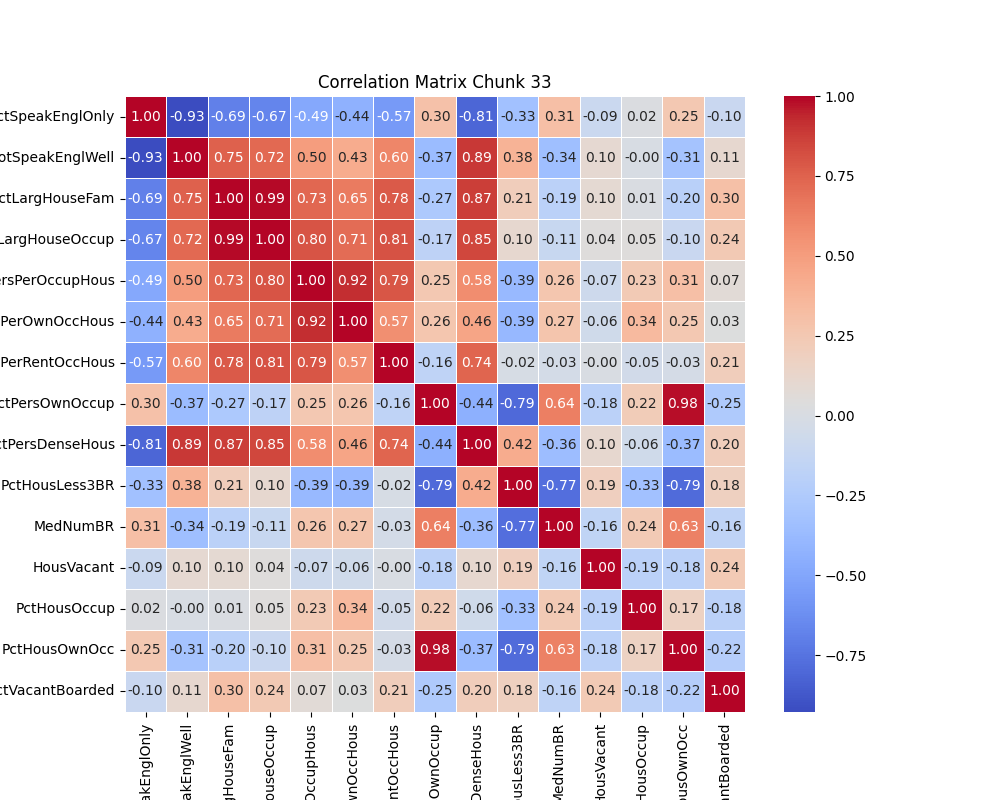 Correlation Matrix Chunk 33
ctSpeakEnglOnly 1.00 -0.93 -0.69 -0.67 -0.49 -0.44 -0.57 0.30 -0.81 -0.33 0.31 -0.09 0.02 0.25 -0.10
otSpeakEnglWell -0.93 1.00 0.75 0.72 0.50 0.43 0.60 -0.37 0.89 0.38 -0.34 0.10 -0.00 -0.31 0.11
ctLargHouseFam -0.69 0.75 1.00 0.99 0.73 0.65 0.78 -0.27 0.87 0.21 -0.19 0.10 0.01 -0.20 0.30
LargHouseOccup -0.67 0.72 0.99 1.00 0.80 0.71 0.81 -0.17 0.85 0.10 -0.11 0.04 0.05 -0.10 0.24
ersPerOccupHous -0.49 0.50 0.73 0.80 1.00 0.92 0.79 0.25 0.58 -0.39 0.26 -0.07 0.23 0.31 0.07
PerOwnOccHous -0.44 0.43 0.65 0.71 0.92 1.00 0.57 0.26 0.46 -0.39 0.27 -0.06 0.34 0.25 0.03
PerRentOccHous -0.57 0.60 0.78 0.81 0.79 0.57 1.00 -0.16 0.74 -0.02 -0.03 -0.00 -0.05 -0.03 0.21
ctPersOwnOccup 0.30 -0.37 -0.27 -0.17 0.25 0.26 -0.16 1.00 -0.44 -0.79 0.64 -0.18 0.22 0.98 -0.25
ctPersDenseHous -0.81 0.89 0.87 0.85 0.58 0.46 0.74 -0.44 1.00 0.42 -0.36 0.10 -0.06 -0.37 0.20
PctHousLess3BR -0.33 0.38 0.21 0.10 -0.39 -0.39 -0.02 -0.79 0.42 1.00 -0.77 0.19 -0.33 -0.79 0.18
MedNumBR 0.31 -0.34 -0.19 -0.11 0.26 0.27 -0.03 0.64 -0.36 -0.77 1.00 -0.16 0.24 0.63 -0.16
HousVacant -0.09 0.10 0.10 0.04 -0.07 -0.06 -0.00 -0.18 0.10 0.19 -0.16 1.00 -0.19 -0.18 0.24
PctHousOccup 0.02 -0.00 0.01 0.05 0.23 0.34 -0.05 0.22 -0.06 -0.33 0.24 -0.19 1.00 0.17 -0.18
PctHousOwnOcc 0.25 -0.31 -0.20 -0.10 0.31 0.25 -0.03 0.98 -0.37 -0.79 0.63 -0.18 0.17 1.00 -0.22
ctVacantBoarded -0.10 0.11 0.30 0.24 0.07 0.03 0.21 -0.25 0.20 0.18 -0.16 0.24 -0.18 -0.22 1.00
akEnglOnly
akEnglWell
gHouseFam
ouseOccup
OccupHous
wnOccHous
ntOccHous
OwnOccup
DenseHous
usLess3BR
MedNumBR
HousVacant
HousOccup
usOwnOcc
antBoarded
1.00
0.75
0.50
0.25
0.00
−0.25
−0.50
−0.75